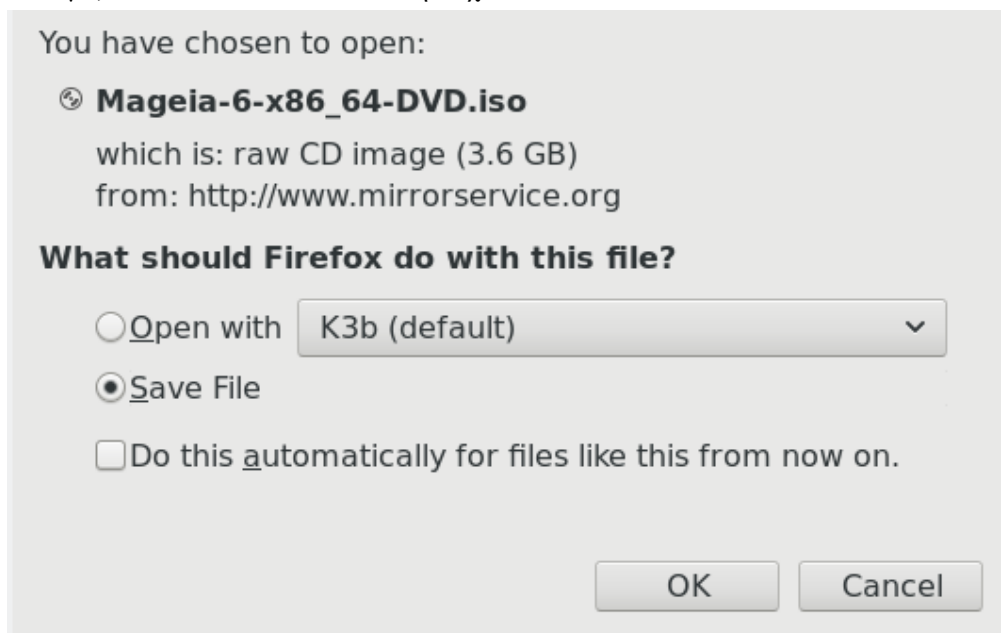 You have chosen to open:
Mageia-6-x86_64-DVD.iso
which is: raw CD image (3.6 GB)
from: http://www.mirrorservice.org
What should Firefox do with this file?
Open with K3b (default)
Save File
Do this automatically for files like this from now on.
OK Cancel